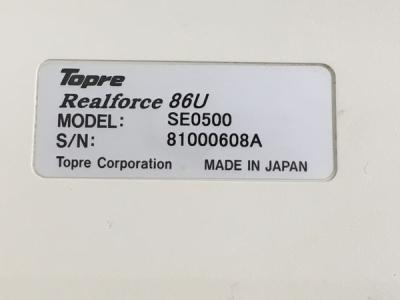 Topre
Realforce 86U
MODEL: SE0500
S/N: 81000608A
Topre Corporation MADE IN JAPAN